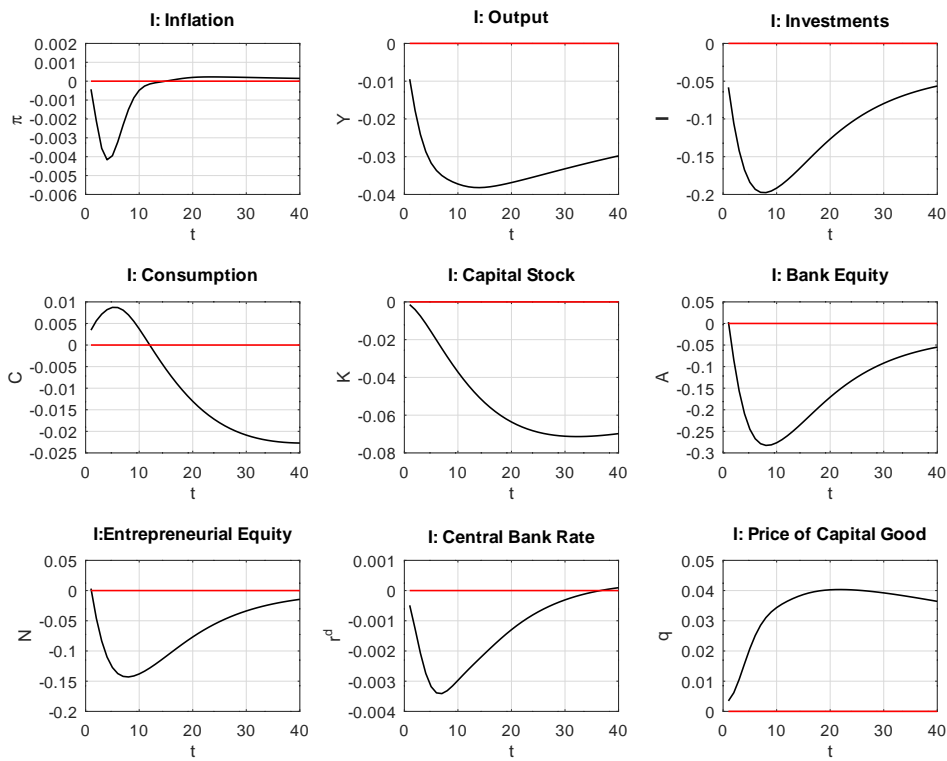 I: Inflation
0.002
0.001
0
-0.001
-0.002
-0.003
-0.004
-0.005
-0.006
π
0 10 20 30 40
t
I: Output
0
-0.01
-0.02
-0.03
-0.04
Y
0 10 20 30 40
t
I: Investments
0
-0.05
-0.1
-0.15
-0.2
I
0 10 20 30 40
t
I: Consumption
0.01
0.005
0
-0.005
-0.01
-0.015
-0.02
-0.025
C
0 10 20 30 40
t
I: Capital Stock
0
-0.02
-0.04
-0.06
-0.08
K
0 10 20 30 40
t
I: Bank Equity
0.05
0
-0.05
-0.1
-0.15
-0.2
-0.25
-0.3
A
0 10 20 30 40
t
I:Entrepreneurial Equity
0.05
0
-0.05
-0.1
-0.15
-0.2
N
0 10 20 30 40
t
I: Central Bank Rate
0.001
0
-0.001
-0.002
-0.003
-0.004
r^d
0 10 20 30 40
t
I: Price of Capital Good
0.05
0.04
0.03
0.02
0.01
0
q
0 10 20 30 40
t